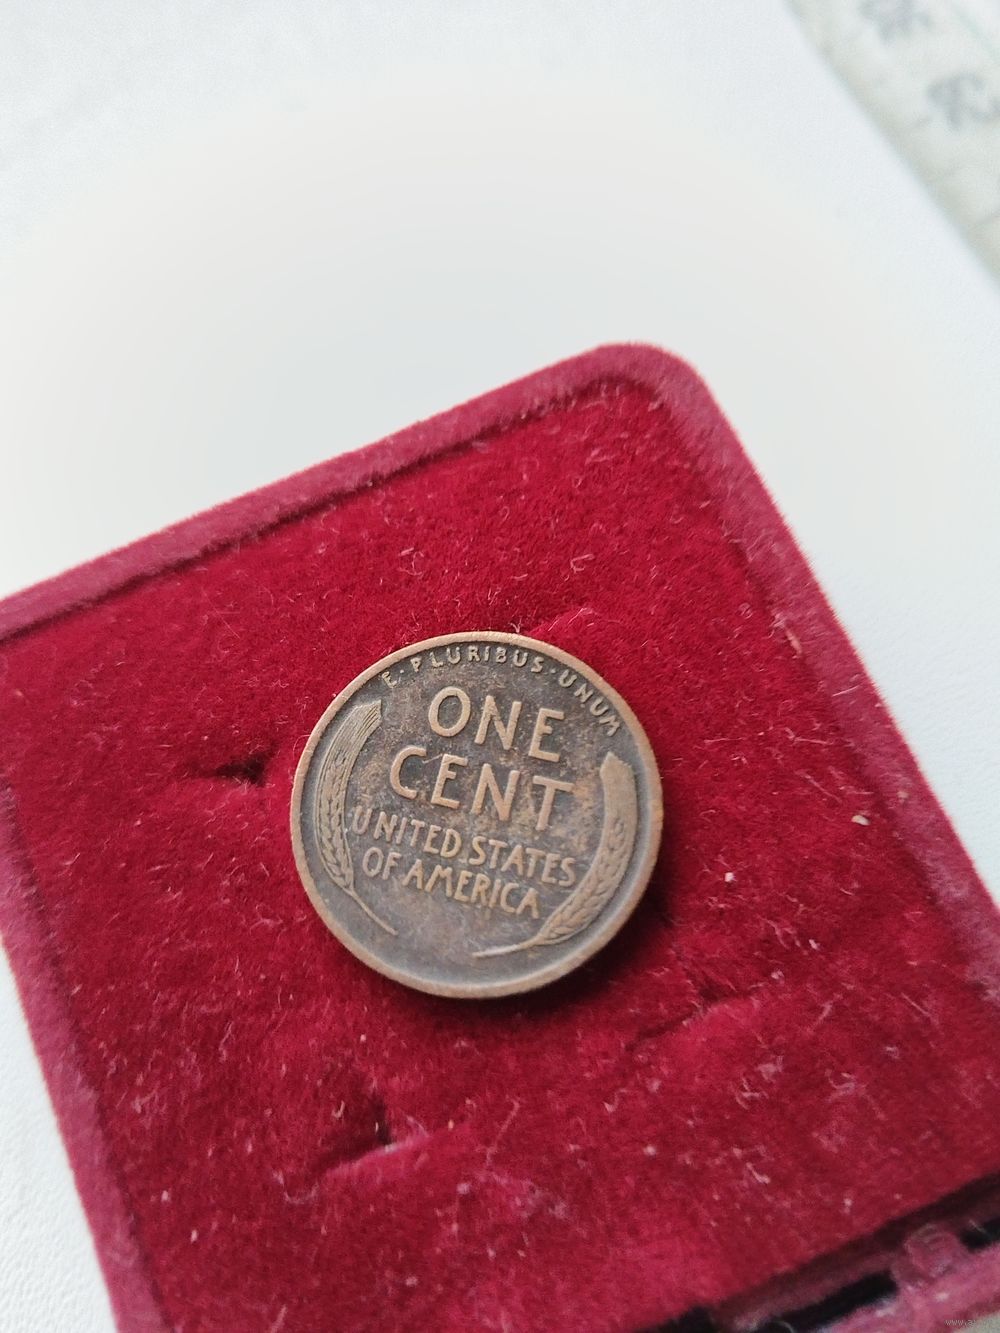 E·PLURIBUS·UNUM
ONE
CENT
UNITED.STATES
OF AMERICA